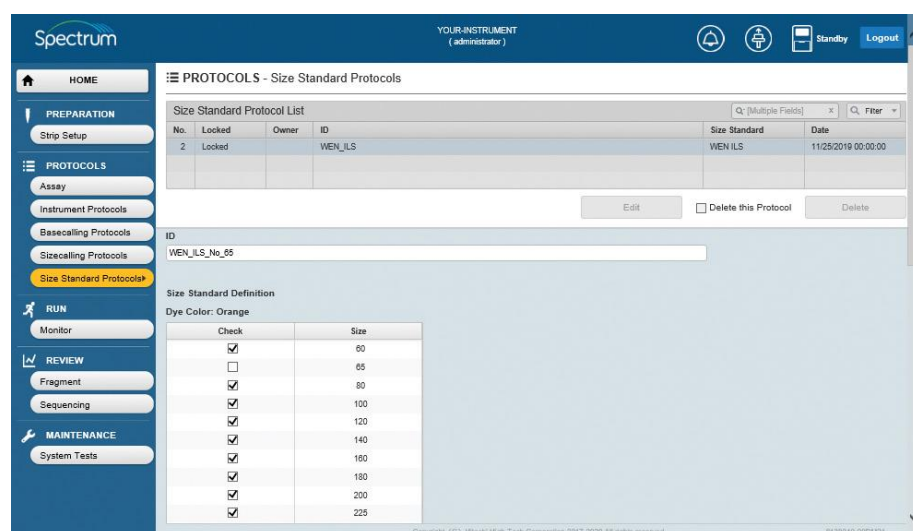 Spectrum
YOUR-INSTRUMENT
( administrator )
Standby
Logout
HOME
PREPARATION
Strip Setup
PROTOCOLS
Assay
Instrument Protocols
Basecalling Protocols
Sizecalling Protocols
Size Standard Protocols
RUN
Monitor
REVIEW
Fragment
Sequencing
MAINTENANCE
System Tests
PROTOCOLS - Size Standard Protocols
Size Standard Protocol List
[Multiple Fields] x Filter
No. Locked Owner ID Size Standard Date
2 Locked WEN_ILS WEN ILS 11/25/2019 00:00:00
Edit Delete this Protocol Delete
ID
WEN_ILS_No_65
Size Standard Definition
Dye Color: Orange
Check Size
60
65
80
100
120
140
160
180
200
225